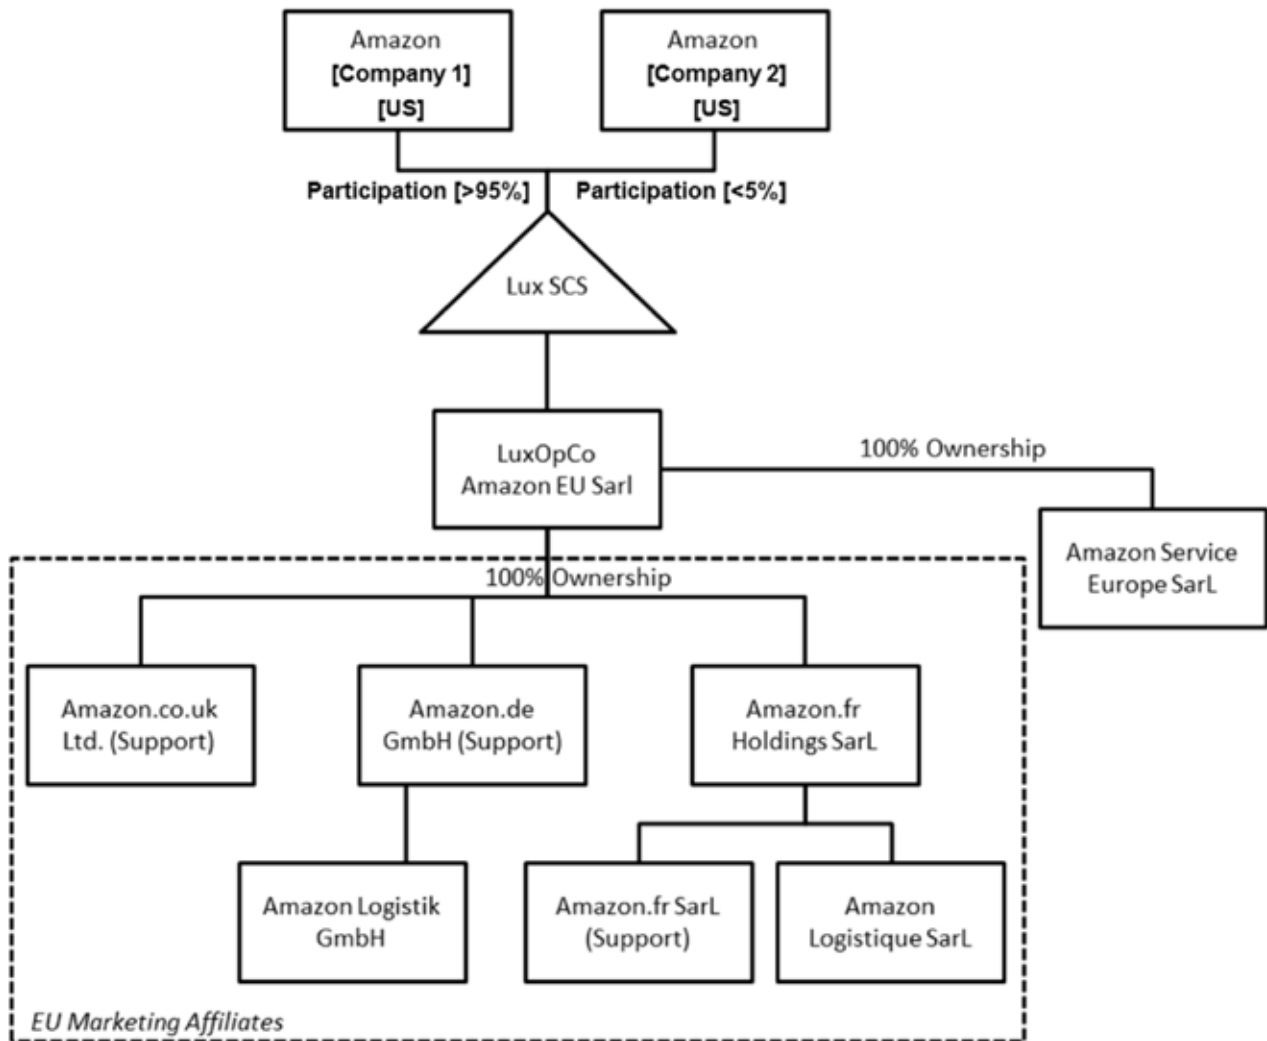 Amazon
[Company 1]
[US]
Amazon
[Company 2]
[US]
Participation [>95%]
Participation [<5%]
Lux SCS
LuxOpCo
Amazon EU Sarl
100% Ownership
Amazon Service
Europe SarL
100% Ownership
Amazon.co.uk
Ltd. (Support)
Amazon.de
GmbH (Support)
Amazon.fr
Holdings SarL
Amazon Logistik
GmbH
Amazon.fr SarL
(Support)
Amazon
Logistique SarL
EU Marketing Affiliates